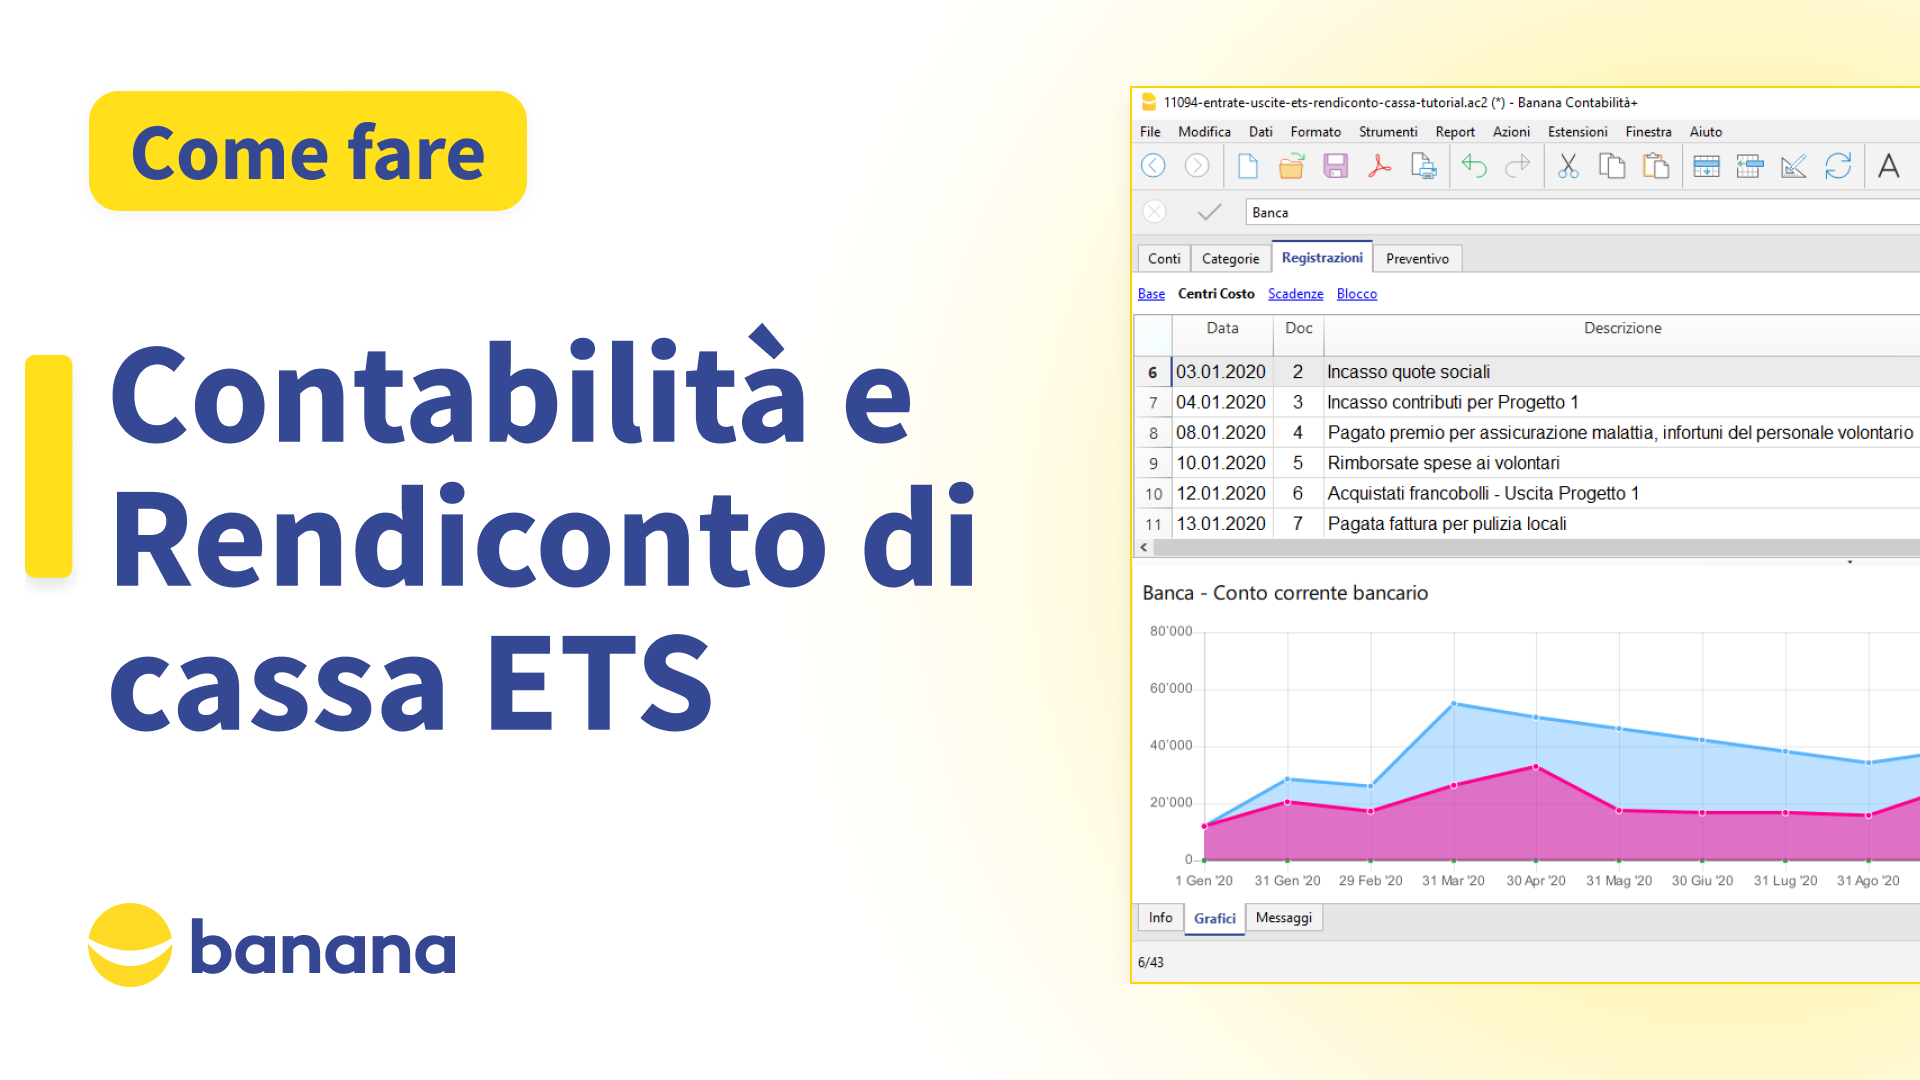 Come fare
Contabilità e
Rendiconto di
cassa ETS
banana
11094-entrate-uscite-ets-rendiconto-cassa-tutorial.ac2 (*) - Banana Contabilità+
File Modifica Dati Formato Strumenti Report Azioni Estensioni Finestra Aiuto
A
Banca
Conti Categorie Registrazioni Preventivo
Base Centri Costo Scadenze Blocco
Data Doc Descrizione
6 03.01.2020 2 Incasso quote sociali
7 04.01.2020 3 Incasso contributi per Progetto 1
8 08.01.2020 4 Pagato premio per assicurazione malattia, infortuni del personale volontario
9 10.01.2020 5 Rimborsate spese ai volontari
10 12.01.2020 6 Acquistati francobolli - Uscita Progetto 1
11 13.01.2020 7 Pagata fattura per pulizia locali
Banca - Conto corrente bancario
80'000
60'000
40'000
20'000
0
1 Gen '20 31 Gen '20 29 Feb '20 31 Mar '20 30 Apr '20 31 Mag '20 30 Giu '20 31 Lug '20 31 Ago '20
Info Grafici Messaggi
6/43